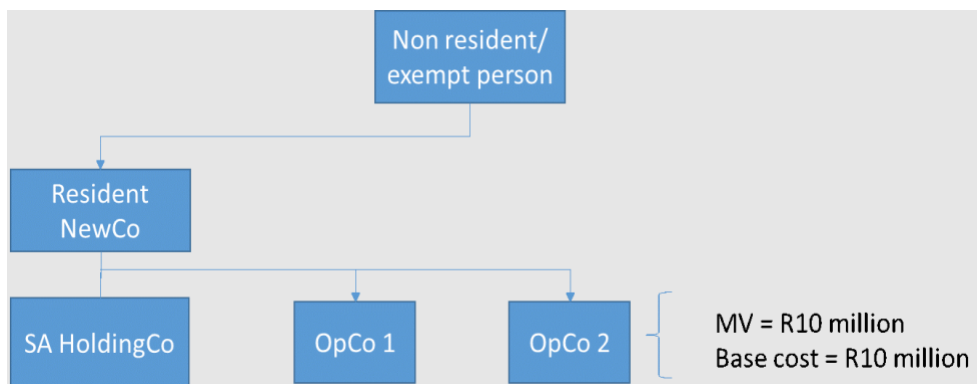 Non resident/
exempt person
Resident
NewCo
SA HoldingCo
OpCo 1
OpCo 2
MV = R10 million
Base cost = R10 million